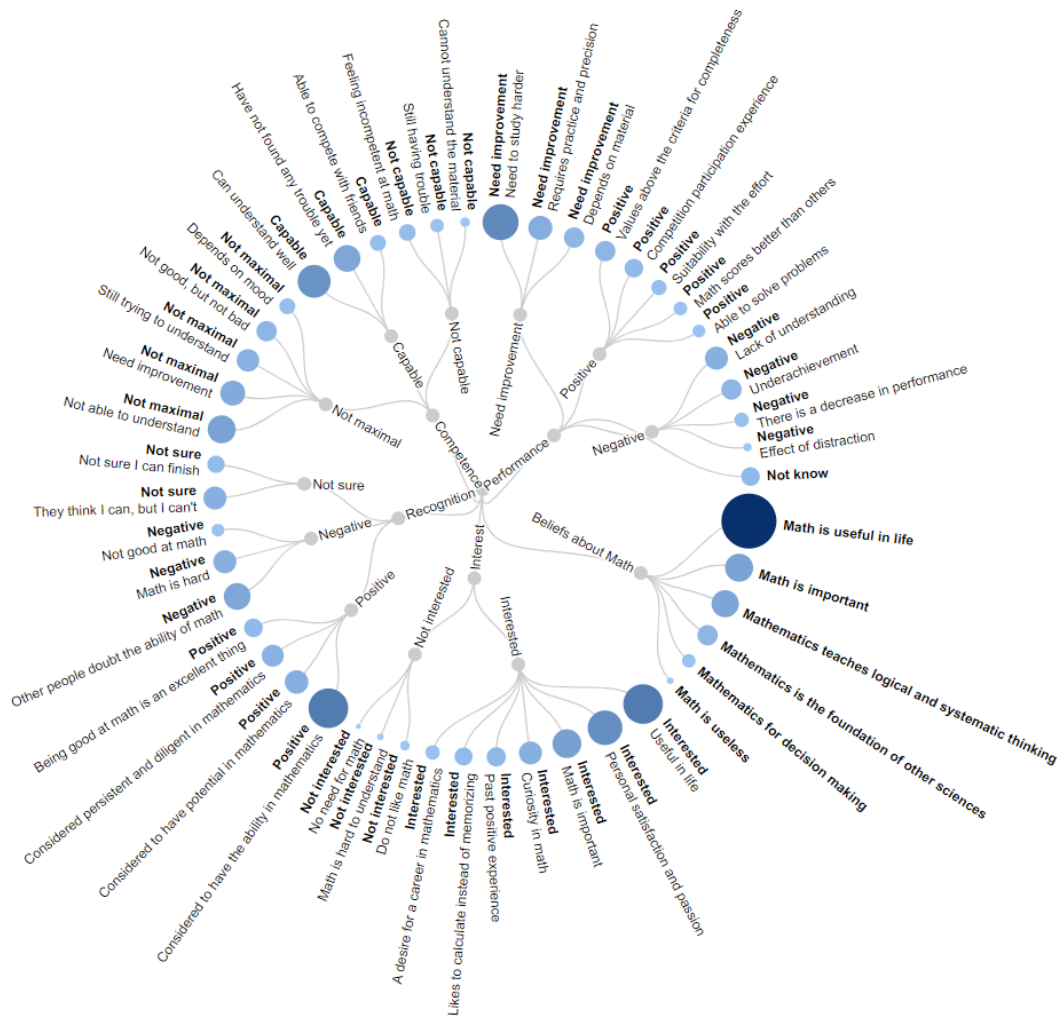 Need improvement
Need to study harder
Need improvement
Requires practice and precision
Need improvement
Depends on material
Positive
Values above the criteria for completeness
Positive
Competition participation experience
Positive
Suitability with the effort
Positive
Math scores better than others
Positive
Able to solve problems
Negative
Lack of understanding
Negative
Underachievement
Negative
There is a decrease in performance
Negative
Effect of distraction
Not know
Math is useful in life
Math is important
Mathematics teaches logical and systematic thinking
Mathematics is the foundation of other sciences
Mathematics for decision making
Math is useless
Interested
Useful in life
Interested
Personal satisfaction and passion
Interested
Math is important
Interested
Curiosity in math
Interested
Past positive experience
Interested
Likes to calculate instead of memorizing
Interested
A desire for a career in mathematics
Not interested
Do not like math
Not interested
Math is hard to understand
Not interested
No need for math
Positive
Considered to have the ability in mathematics
Positive
Considered to have potential in mathematics
Positive
Considered persistent and diligent in mathematics
Positive
Being good at math is an excellent thing
Negative
Other people doubt the ability of math
Negative
Math is hard
Negative
Not good at math
Not sure
They think I can, but I can't
Not sure
Not sure I can finish
Not maximal
Not able to understand
Not maximal
Need improvement
Not maximal
Still trying to understand
Not maximal
Not good, but not bad
Not maximal
Depends on mood
Capable
Can understand well
Capable
Have not found any trouble yet
Capable
Able to compete with friends
Not capable
Feeling incompetent at math
Not capable
Still having trouble
Not capable
Cannot understand the material
Need improvement
Positive
Negative
Performance
Beliefs about Math
Interest
Interested
Not interested
Recognition
Positive
Negative
Not sure
Competence
Not maximal
Capable
Not capable